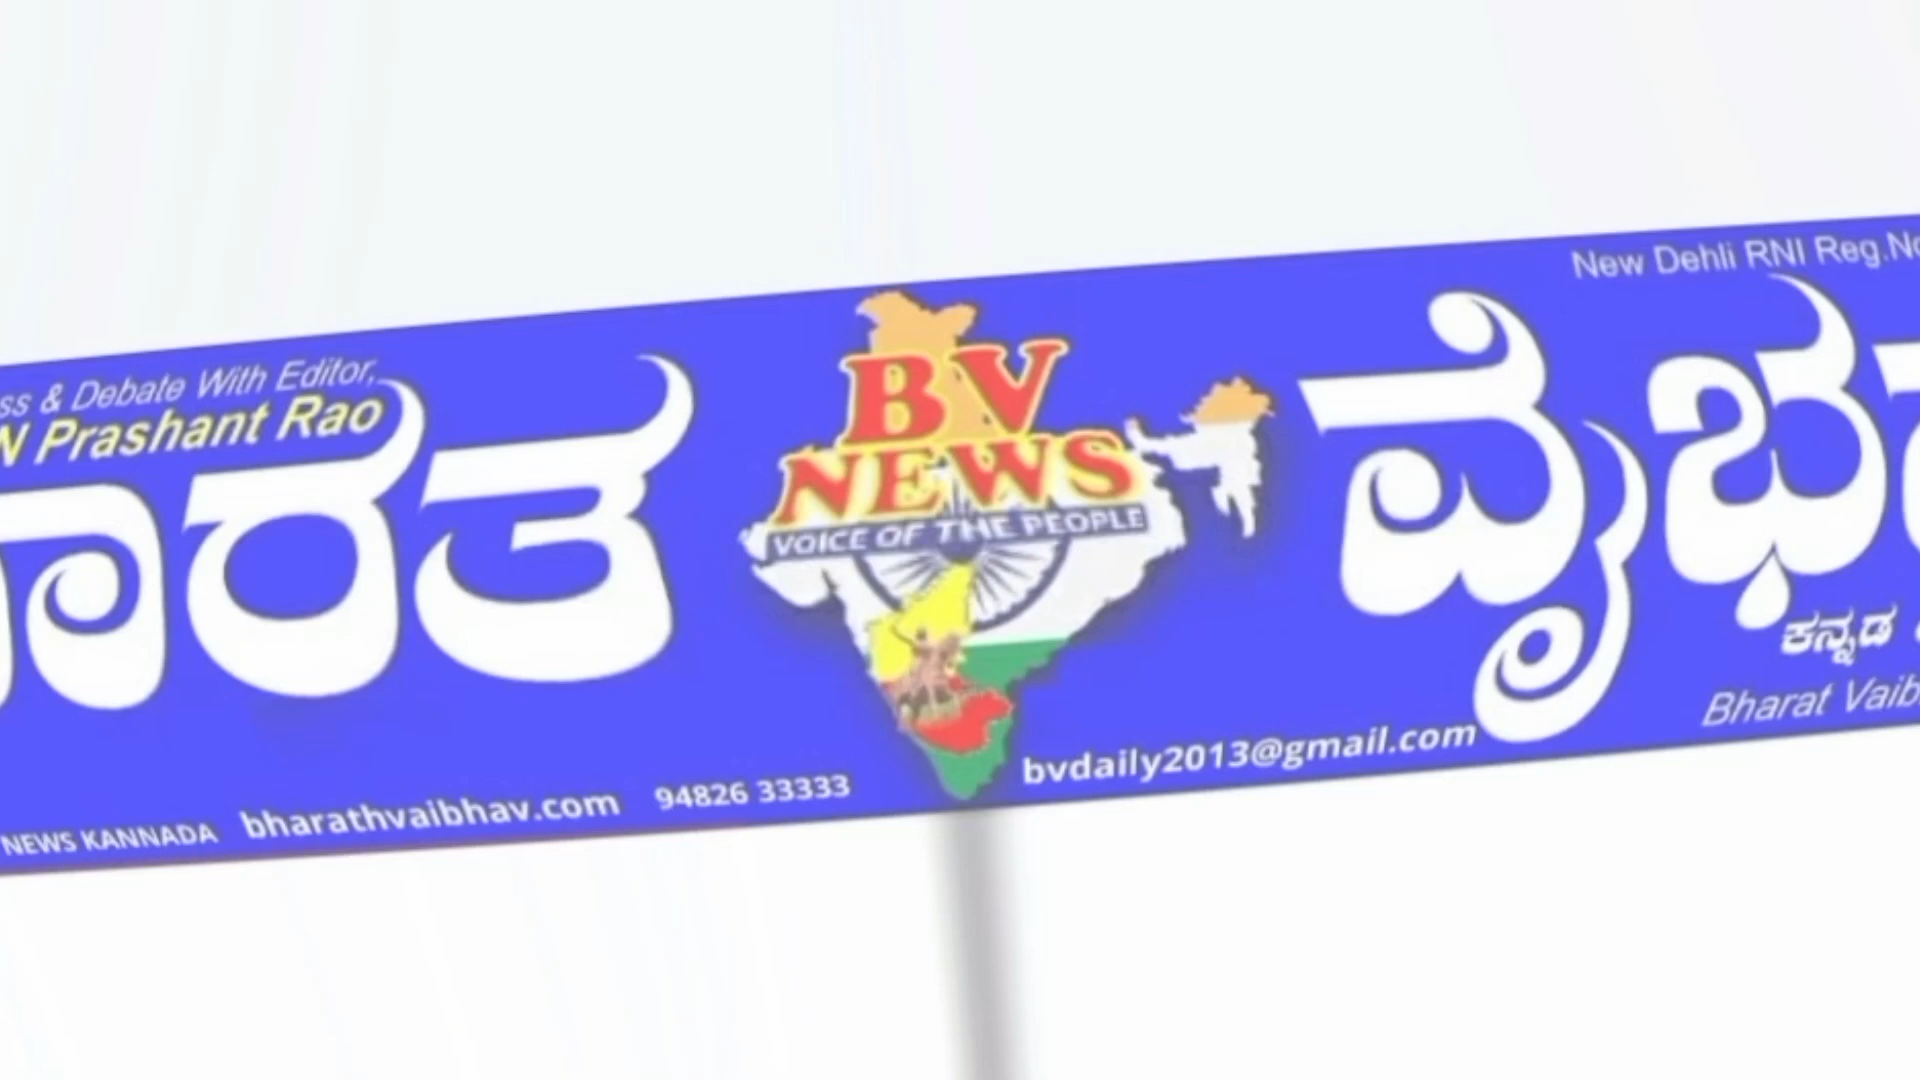 ss & Debate With Editor,
N Prashant Rao
ಾರತ
BV
NEWS
VOICE OF THE PEOPLE
New Dehli RNI Reg.No
ವೈಭ
ಕನ್ನಡ
Bharat Vaib
NEWS KANNADA bharathvaibhav.com 94826 33333
bvdaily2013@gmail.com